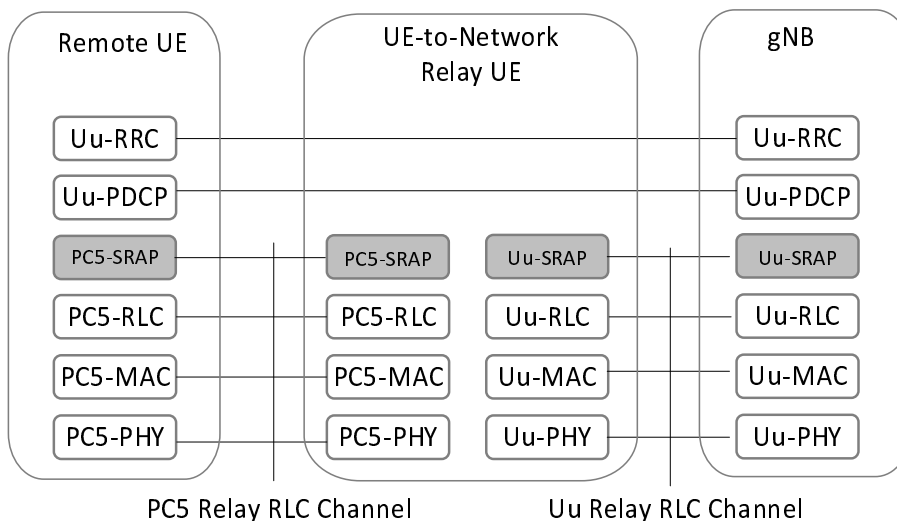 Remote UE
UE-to-Network
Relay UE
gNB
Uu-RRC
Uu-RRC
Uu-PDCP
Uu-PDCP
PC5-SRAP
PC5-SRAP
Uu-SRAP
Uu-SRAP
PC5-RLC
PC5-RLC
Uu-RLC
Uu-RLC
PC5-MAC
PC5-MAC
Uu-MAC
Uu-MAC
PC5-PHY
PC5-PHY
Uu-PHY
Uu-PHY
PC5 Relay RLC Channel
Uu Relay RLC Channel